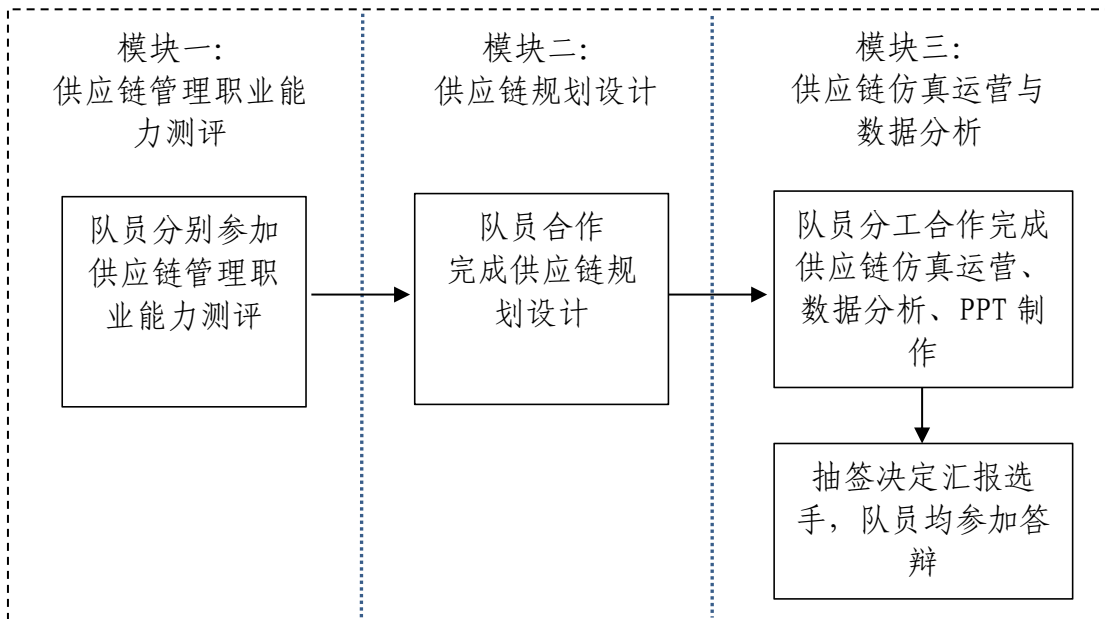 模块一：
供应链管理职业能
力测评
队员分别参加
供应链管理职
业能力测评
模块二：
供应链规划设计
队员合作
完成供应链规
划设计
模块三：
供应链仿真运营与
数据分析
队员分工合作完成
供应链仿真运营、
数据分析、PPT 制
作
抽签决定汇报选
手，队员均参加答
辩